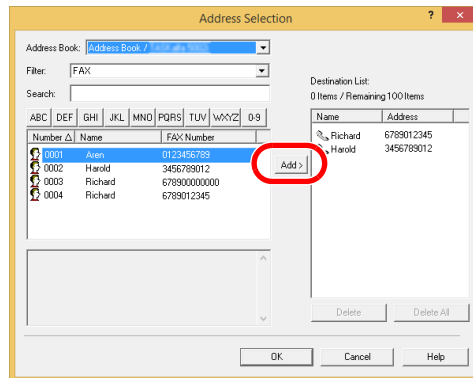 Address Selection
? ×
Address Book: Address Book /
Filter: FAX
Search:
Destination List:
0 Items / Remaining 100 Items
ABC DEF GHI JKL MNO PQRS TUV WXYZ 0-9
Number △ Name FAX Number
0001 Aren 0123456789
0002 Harold 3456789012
0003 Richard 678900000000
0004 Richard 6789012345
Add >
Name Address
Richard 6789012345
Harold 3456789012
Delete Delete All
OK Cancel Help